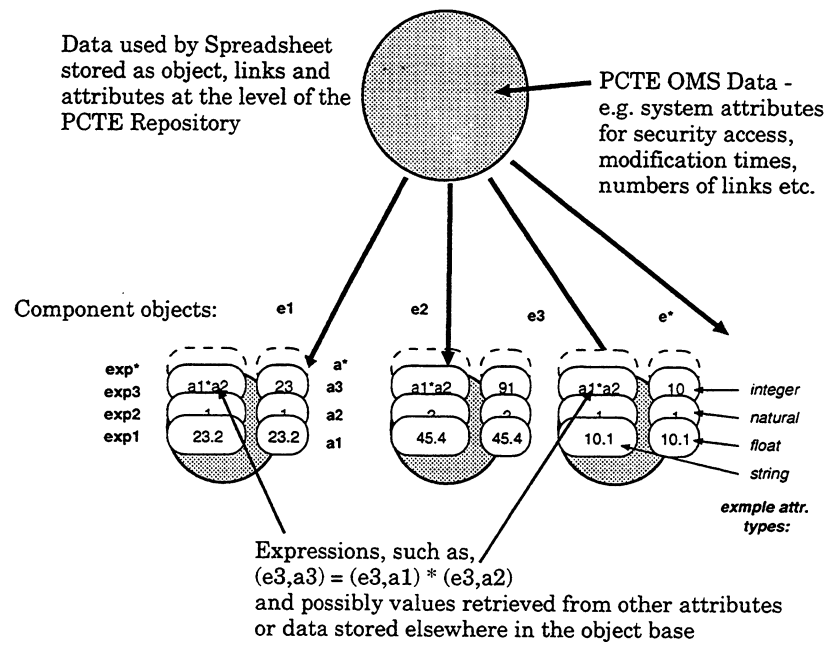 Data used by Spreadsheet
stored as object, links and
attributes at the level of the
PCTE Repository
PCTE OMS Data -
e.g. system attributes
for security access,
modification times,
numbers of links etc.
Component objects:
e1
e2
e3
e*
exp*
a*
exp3
a1*a2
23
a3
a1*a2
91
a1*a2
10
integer
exp2
a2
natural
exp1
23.2
23.2
a1
45.4
45.4
10.1
10.1
float
string
exmple attr.
types:
Expressions, such as,
(e3,a3) = (e3,a1) * (e3,a2)
and possibly values retrieved from other attributes
or data stored elsewhere in the object base